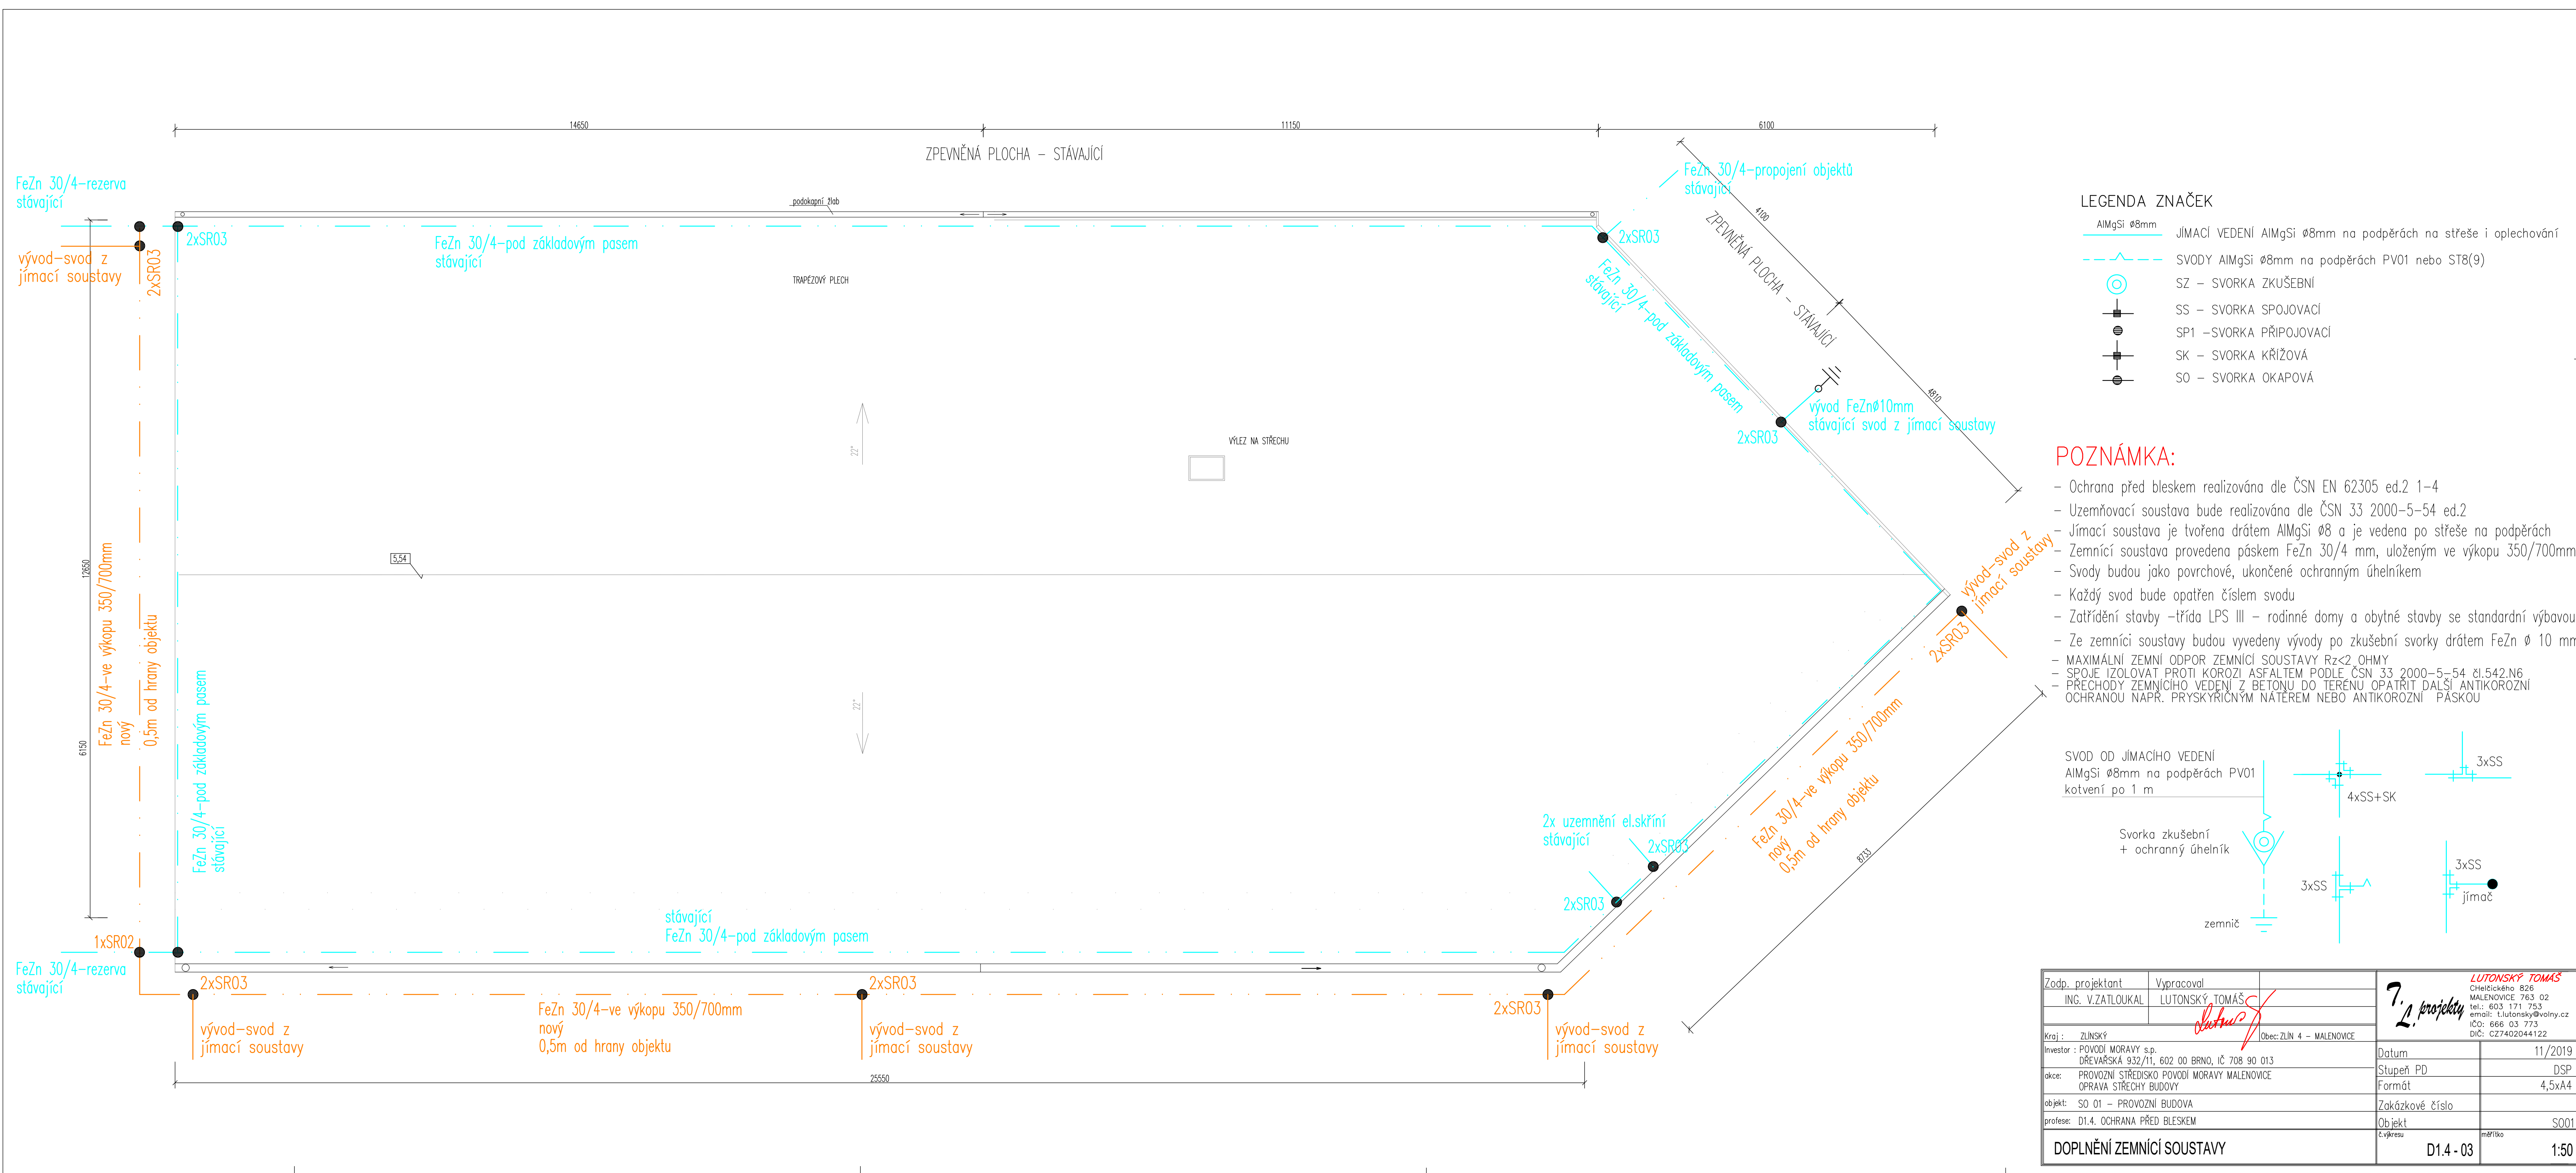 14650
11150
6100
ZPEVNĚNÁ PLOCHA – STÁVAJÍCÍ
FeZn 30/4-rezerva
stávající
podokapní žlab
2xSR03
vývod-svod z
jímací soustavy
2xSR03
FeZn 30/4-pod základovým pasem
stávající
TRAPÉZOVÝ PLECH
FeZn 30/4-propojení objektů
stávající
2xSR03
4100
ZPEVNĚNÁ PLOCHA – STÁVAJÍCÍ
FeZn 30/4-pod základovým pasem
stávající
4810
vývod FeZnø10mm
stávající svod z jímací soustavy
2xSR03
22°
VÝLEZ NA STŘECHU
5,54
12650
6150
FeZn 30/4-ve výkopu 350/700mm
nový
0,5m od hrany objektu
FeZn 30/4-pod základovým pasem
stávající
22°
vývod-svod z
jímací soustavy
2xSR03
FeZn 30/4-ve výkopu 350/700mm
nový
0,5m od hrany objektu
8733
2x uzemnění el.skříní
stávající
2xSR03
2xSR03
stávající
FeZn 30/4-pod základovým pasem
1xSR02
FeZn 30/4-rezerva
stávající
2xSR03
vývod-svod z
jímací soustavy
FeZn 30/4-ve výkopu 350/700mm
nový
0,5m od hrany objektu
2xSR03
vývod-svod z
jímací soustavy
2xSR03
vývod-svod z
jímací soustavy
25550
LEGENDA ZNAČEK
AlMgSi ø8mm
JÍMACÍ VEDENÍ AlMgSi ø8mm na podpěrách na střeše i oplechování
SVODY AlMgSi ø8mm na podpěrách PV01 nebo ST8(9)
SZ – SVORKA ZKUŠEBNÍ
SS – SVORKA SPOJOVACÍ
SP1 –SVORKA PŘIPOJOVACÍ
SK – SVORKA KŘÍŽOVÁ
SO – SVORKA OKAPOVÁ
POZNÁMKA:
– Ochrana před bleskem realizována dle ČSN EN 62305 ed.2 1-4
– Uzemňovací soustava bude realizována dle ČSN 33 2000-5-54 ed.2
– Jímací soustava je tvořena drátem AlMgSi ø8 a je vedena po střeše na podpěrách
– Zemnící soustava provedena páskem FeZn 30/4 mm, uloženým ve výkopu 350/700mm
– Svody budou jako povrchové, ukončené ochranným úhelníkem
– Každý svod bude opatřen číslem svodu
– Zatřídění stavby –třída LPS III – rodinné domy a obytné stavby se standardní výbavou
– Ze zemníci soustavy budou vyvedeny vývody po zkušební svorky drátem FeZn ø 10 mm
– MAXIMÁLNÍ ZEMNÍ ODPOR ZEMNÍCÍ SOUSTAVY Rz<2 OHMY
– SPOJE IZOLOVAT PROTI KOROZI ASFALTEM PODLE ČSN 33 2000-5-54 čl.542.N6
– PŘECHODY ZEMNÍCÍHO VEDENÍ Z BETONU DO TERÉNU OPATŘIT DALŠÍ ANTIKOROZNÍ
OCHRANOU NAPŘ. PRYSKYŘIČNÝM NÁTĚREM NEBO ANTIKOROZNÍ PÁSKOU
SVOD OD JÍMACÍHO VEDENÍ
AlMgSi ø8mm na podpěrách PV01
kotvení po 1 m
Svorka zkušební
+ ochranný úhelník
zemnič
4xSS+SK
3xSS
3xSS
3xSS
jímač
Zodp. projektant
Vypracoval
ING. V.ZATLOUKAL
LUTONSKÝ TOMÁŠ
T. L. projekty
LUTONSKÝ TOMÁŠ
CHelčického 826
MALENOVICE 763 02
tel.: 603 171 753
email: t.lutonsky@volny.cz
IČO: 666 03 773
DIČ: CZ7402044122
Kraj : ZLÍNSKÝ
Obec: ZLÍN 4 – MALENOVICE
Investor : POVODÍ MORAVY s.p.
DŘEVAŘSKÁ 932/11, 602 00 BRNO, IČ 708 90 013
akce: PROVOZNÍ STŘEDISKO POVODÍ MORAVY MALENOVICE
OPRAVA STŘECHY BUDOVY
objekt: SO 01 – PROVOZNÍ BUDOVA
profese: D1.4. OCHRANA PŘED BLESKEM
DOPLNĚNÍ ZEMNÍCÍ SOUSTAVY
Datum 11/2019
Stupeň PD DSP
Formát 4,5xA4
Zakázkové číslo
Objekt SO01
č.výkresu
D1.4 - 03
měřítko
1:50